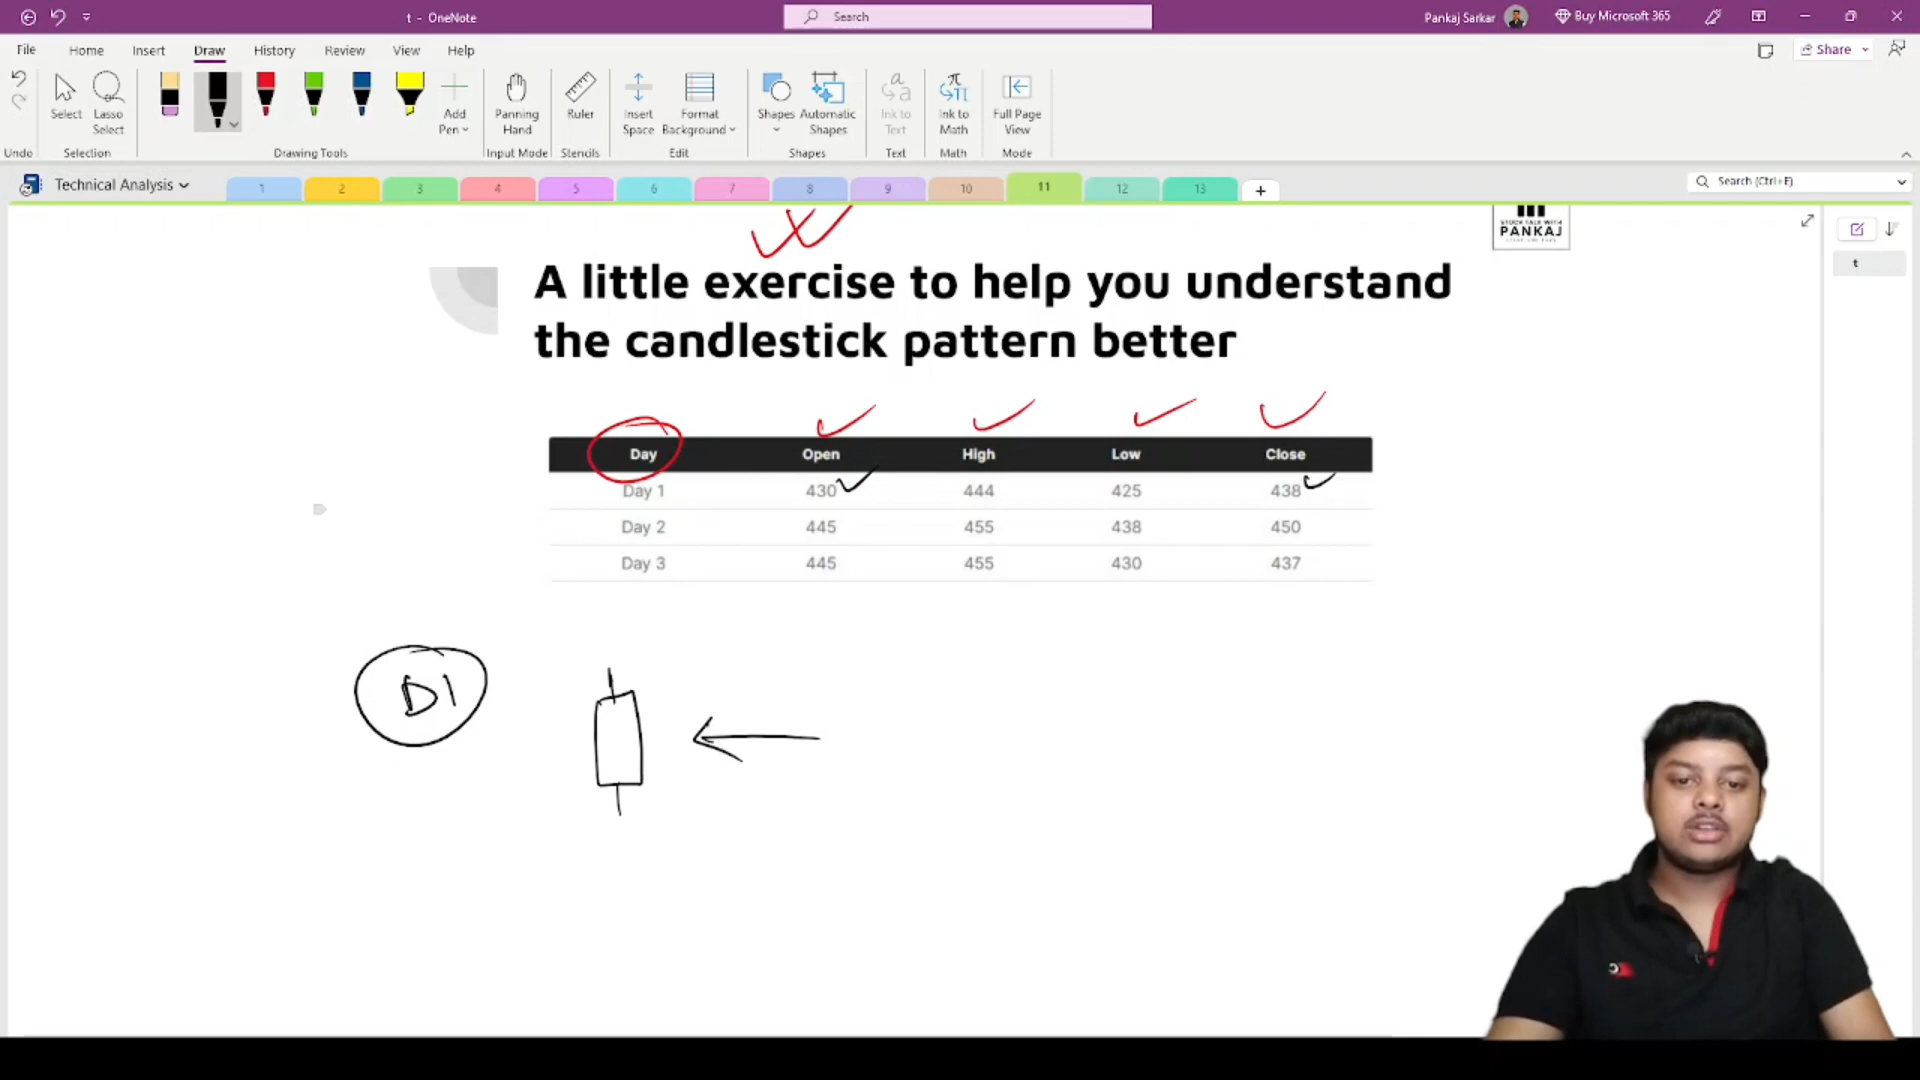 t - OneNote
Search
Pankaj Sarkar
Buy Microsoft 365
File Home Insert Draw History Review View Help
Share
Select
Lasso Select
Add Pen
Panning Hand
Ruler
Insert Space
Format Background
Shapes
Automatic Shapes
Ink to Text
Ink to Math
Full Page View
Undo Selection Drawing Tools Input Mode Stencils Edit Shapes Text Math Mode
Technical Analysis 1 2 3 4 5 6 7 8 9 10 11 12 13 +
Search (Ctrl+E)
STOCK TALK WITH
PANKAJ
t
A little exercise to help you understand
the candlestick pattern better
Day Open High Low Close
Day 1 430 444 425 438
Day 2 445 455 438 450
Day 3 445 455 430 437
D1